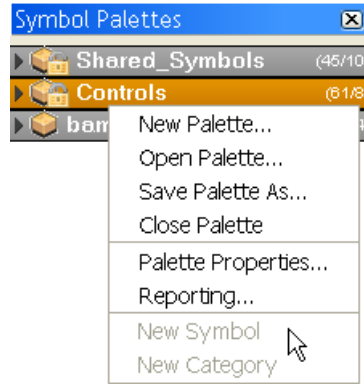 Symbol Palettes
Shared_Symbols (45/10
Controls (61/8
bam
New Palette...
Open Palette...
Save Palette As...
Close Palette
Palette Properties...
Reporting...
New Symbol
New Category